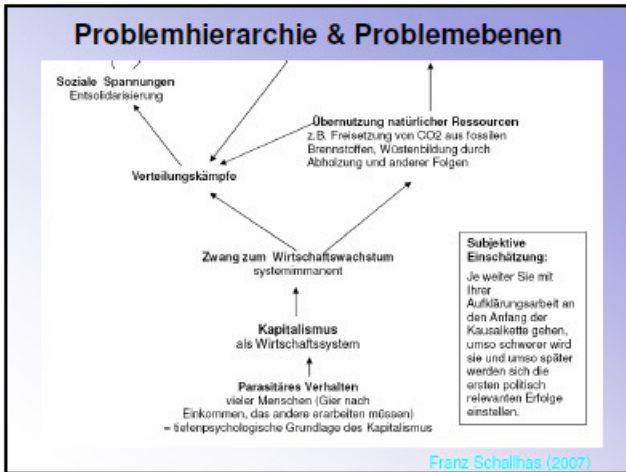 Problemhierarchie & Problemebenen
Soziale Spannungen
Entsolidarisierung
Übernutzung natürlicher Ressourcen
z.B. Freisetzung von CO2 aus fossilen
Brennstoffen, Wüstenbildung durch
Abholzung und anderer Folgen
Verteilungskämpfe
Zwang zum Wirtschaftswachstum
systemimmanent
Kapitalismus
als Wirtschaftssystem
Parasitäres Verhalten
vieler Menschen (Gier nach
Einkommen, das andere erarbeiten müssen)
= tiefenpsychologische Grundlage des Kapitalismus
Subjektive
Einschätzung:
Je weiter Sie mit
Ihrer
Aufklärungsarbeit an
den Anfang der
Kausalkette gehen,
umso schwerer wird
sie und umso später
werden sich die
ersten politisch
relevanten Erfolge
einstellen.
Franz Schallhas (2007)